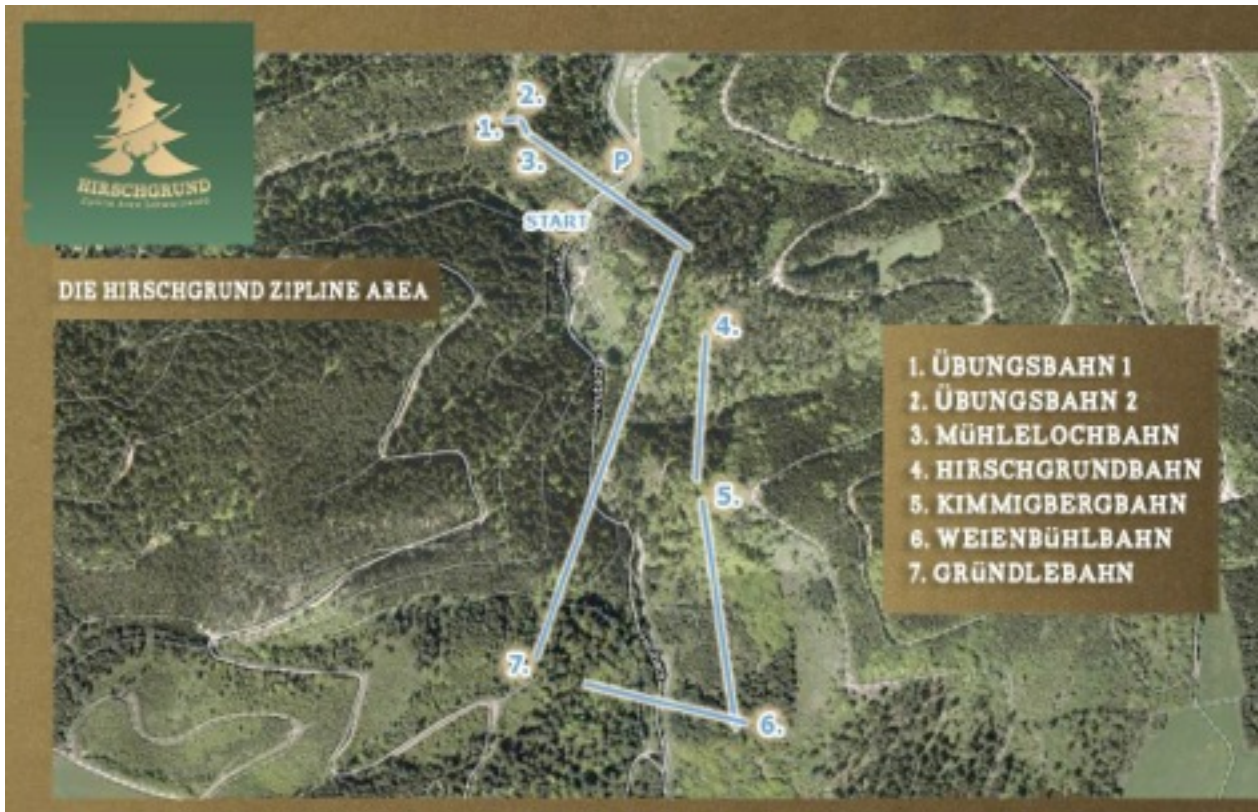 HIRSCHGRUND
DIE HIRSCHGRUND ZIPLINE AREA
2.
1.
3.
P
START
4.
5.
7.
6.
1. ÜBUNGSBAHN 1
2. ÜBUNGSBAHN 2
3. MÜHLELOCHBAHN
4. HIRSCHGRUNDBAHN
5. KIMMIGBERGBAHN
6. WEIENBÜHLBAHN
7. GRÜNDLEBAHN